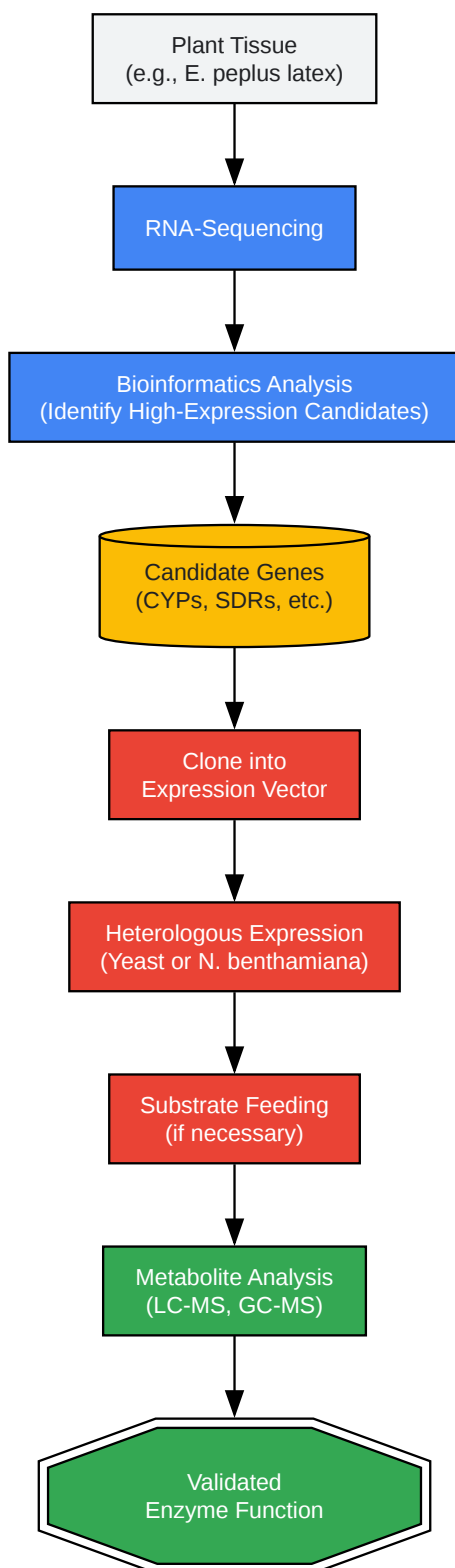 Plant Tissue
(e.g., E. peplus latex)
RNA-Sequencing
Bioinformatics Analysis
(Identify High-Expression Candidates)
Candidate Genes
(CYPs, SDRs, etc.)
Clone into
Expression Vector
Heterologous Expression
(Yeast or N. benthamiana)
Substrate Feeding
(if necessary)
Metabolite Analysis
(LC-MS, GC-MS)
Validated
Enzyme Function